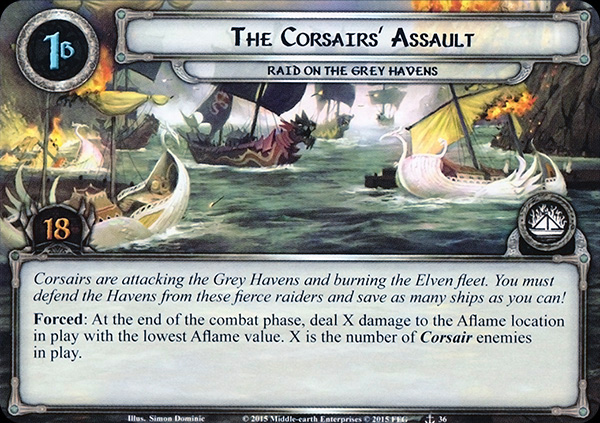 1B
THE CORSAIRS' ASSAULT
RAID ON THE GREY HAVENS
18
Corsairs are attacking the Grey Havens and burning the Elven fleet. You must
defend the Havens from these fierce raiders and save as many ships as you can!
Forced: At the end of the combat phase, deal X damage to the Aflame location
in play with the lowest Aflame value. X is the number of Corsair enemies
in play.
Illus. Simon Dominic © 2015 Middle-earth Enterprises © 2015 FFG 36